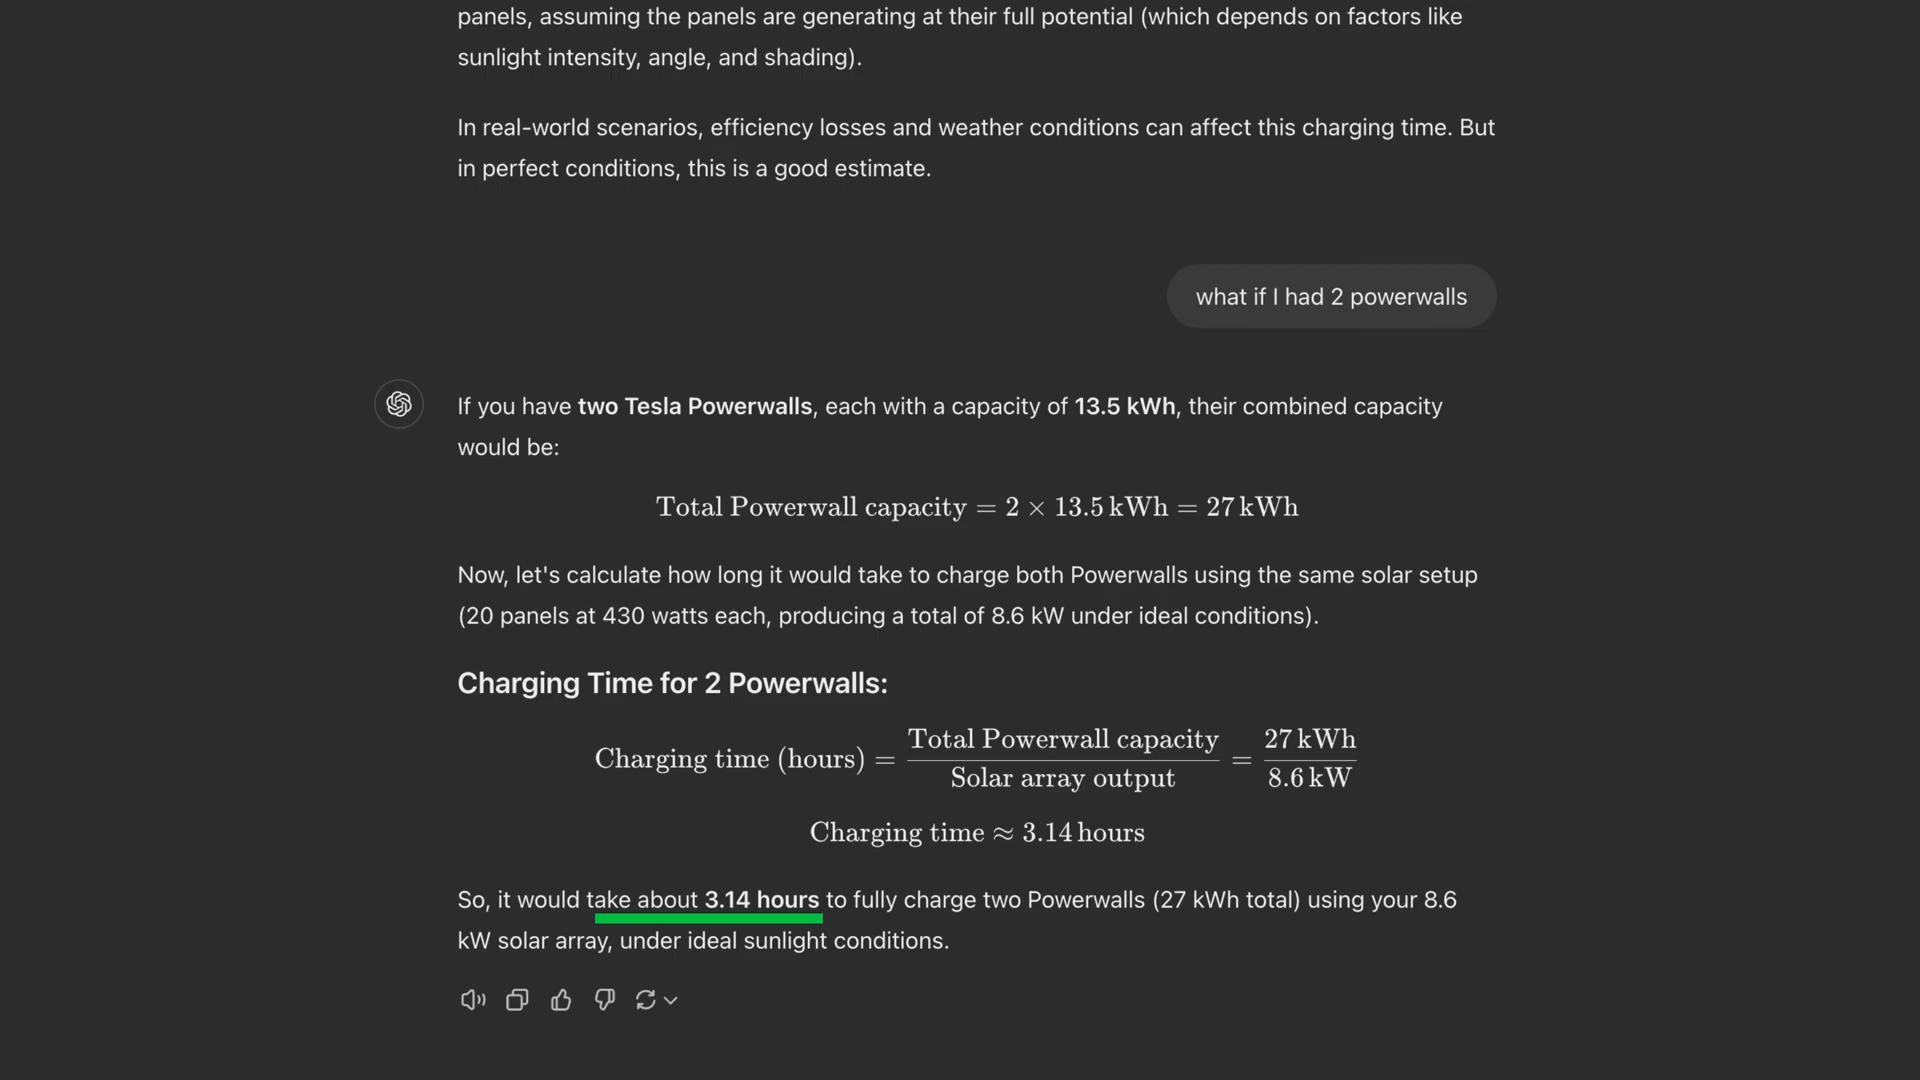 panels, assuming the panels are generating at their full potential (which depends on factors like
sunlight intensity, angle, and shading).
In real-world scenarios, efficiency losses and weather conditions can affect this charging time. But
in perfect conditions, this is a good estimate.
what if I had 2 powerwalls
If you have two Tesla Powerwalls, each with a capacity of 13.5 kWh, their combined capacity
would be:
Total Powerwall capacity = 2 × 13.5 kWh = 27 kWh
Now, let's calculate how long it would take to charge both Powerwalls using the same solar setup
(20 panels at 430 watts each, producing a total of 8.6 kW under ideal conditions).
Charging Time for 2 Powerwalls:
Charging time (hours) = Total Powerwall capacity / Solar array output = 27 kWh / 8.6 kW
Charging time ≈ 3.14 hours
So, it would take about 3.14 hours to fully charge two Powerwalls (27 kWh total) using your 8.6
kW solar array, under ideal sunlight conditions.